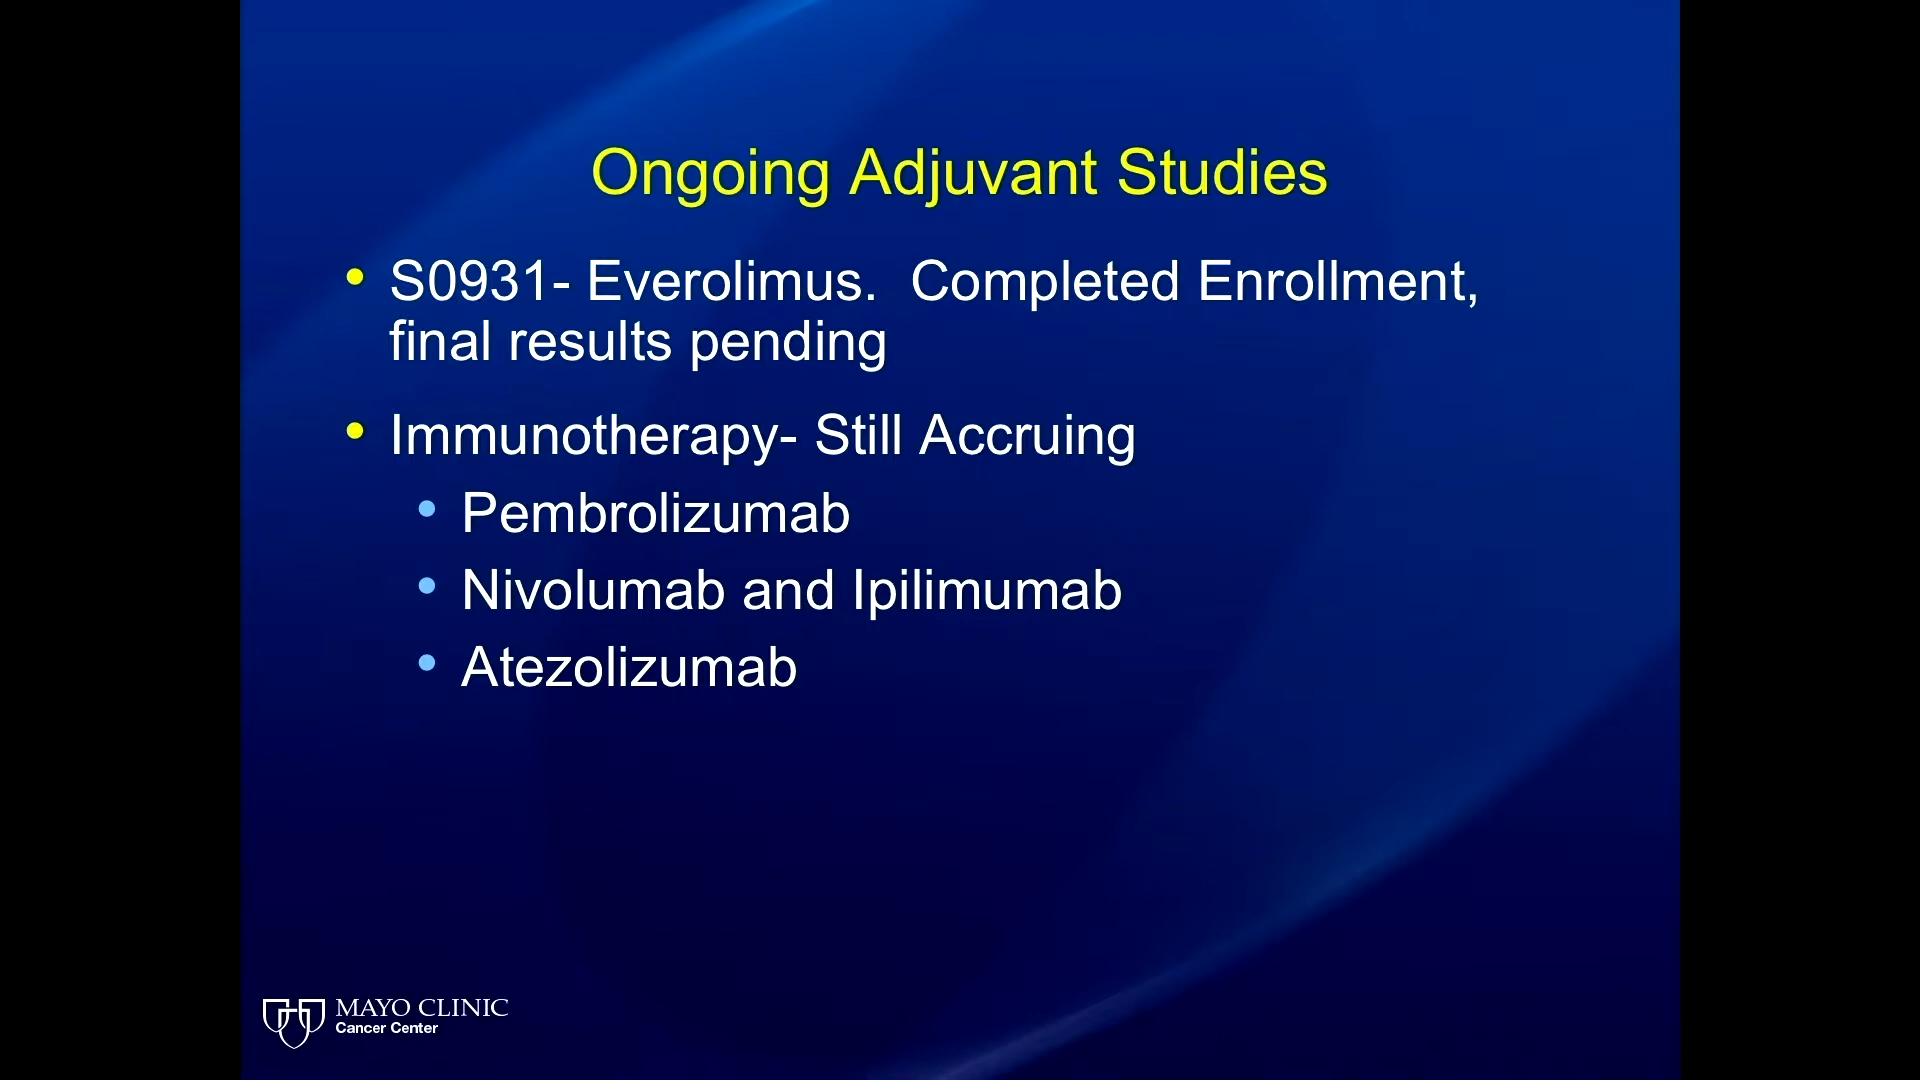 Ongoing Adjuvant Studies
• S0931- Everolimus.  Completed Enrollment,
final results pending
• Immunotherapy- Still Accruing
• Pembrolizumab
• Nivolumab and Ipilimumab
• Atezolizumab
MAYO CLINIC
Cancer Center